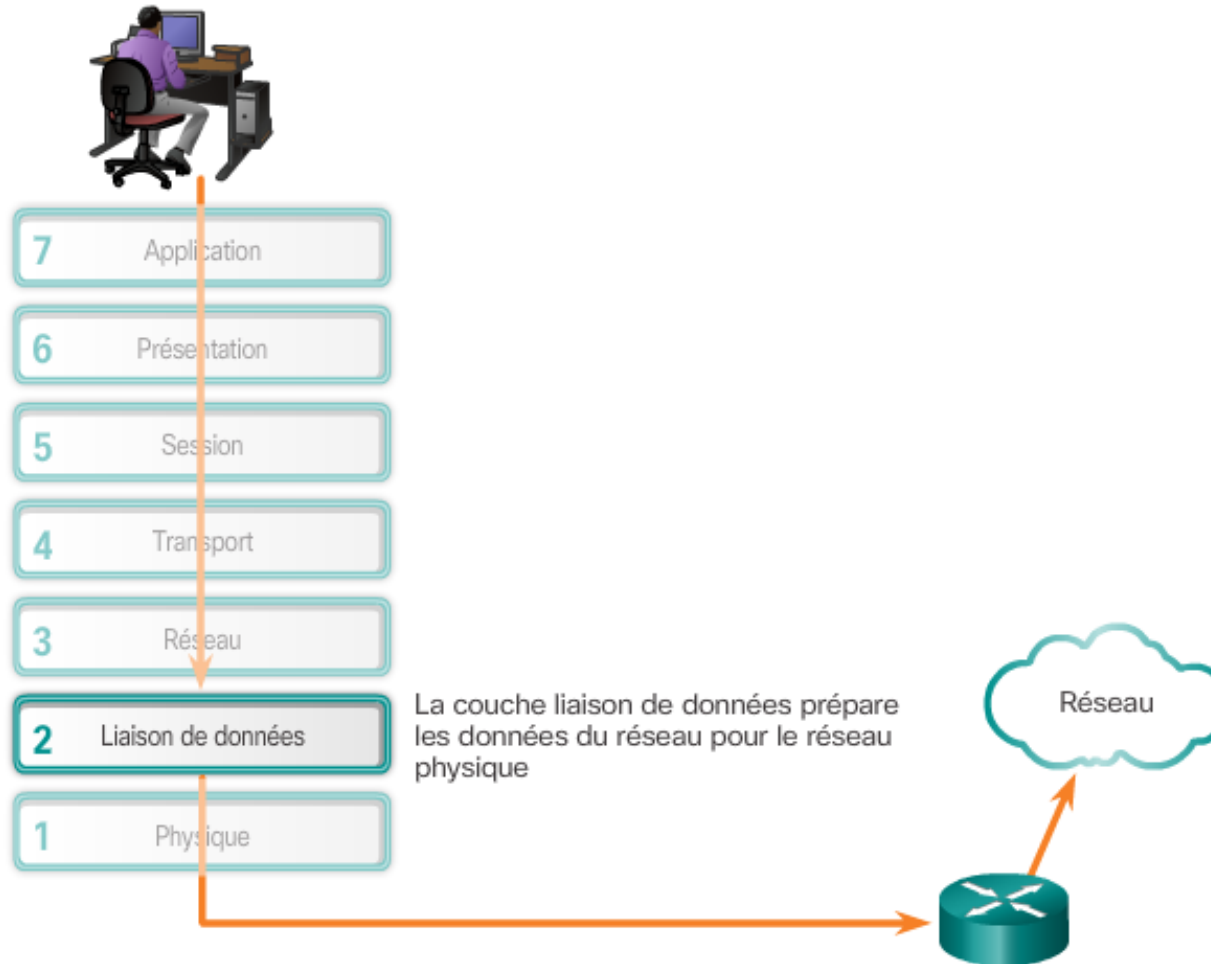 7 Application
6 Présentation
5 Session
4 Transport
3 Réseau
2 Liaison de données
La couche liaison de données prépare
les données du réseau pour le réseau
physique
Réseau
1 Physique